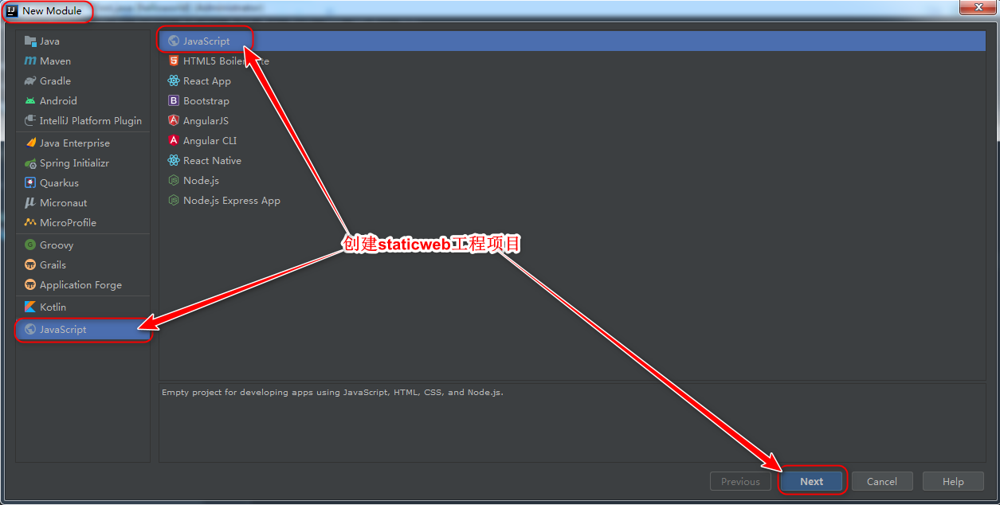 New Module
Java
Maven
Gradle
Android
IntelliJ Platform Plugin
Java Enterprise
Spring Initializr
Quarkus
Micronaut
MicroProfile
Groovy
Grails
Application Forge
Kotlin
JavaScript
JavaScript
HTML5 Boiler
React App
Bootstrap
AngularJS
Angular CLI
React Native
Node.js
Node.js Express App
创建staticweb工程项目
Empty project for developing apps using JavaScript, HTML, CSS, and Node.js.
Previous
Next
Cancel
Help